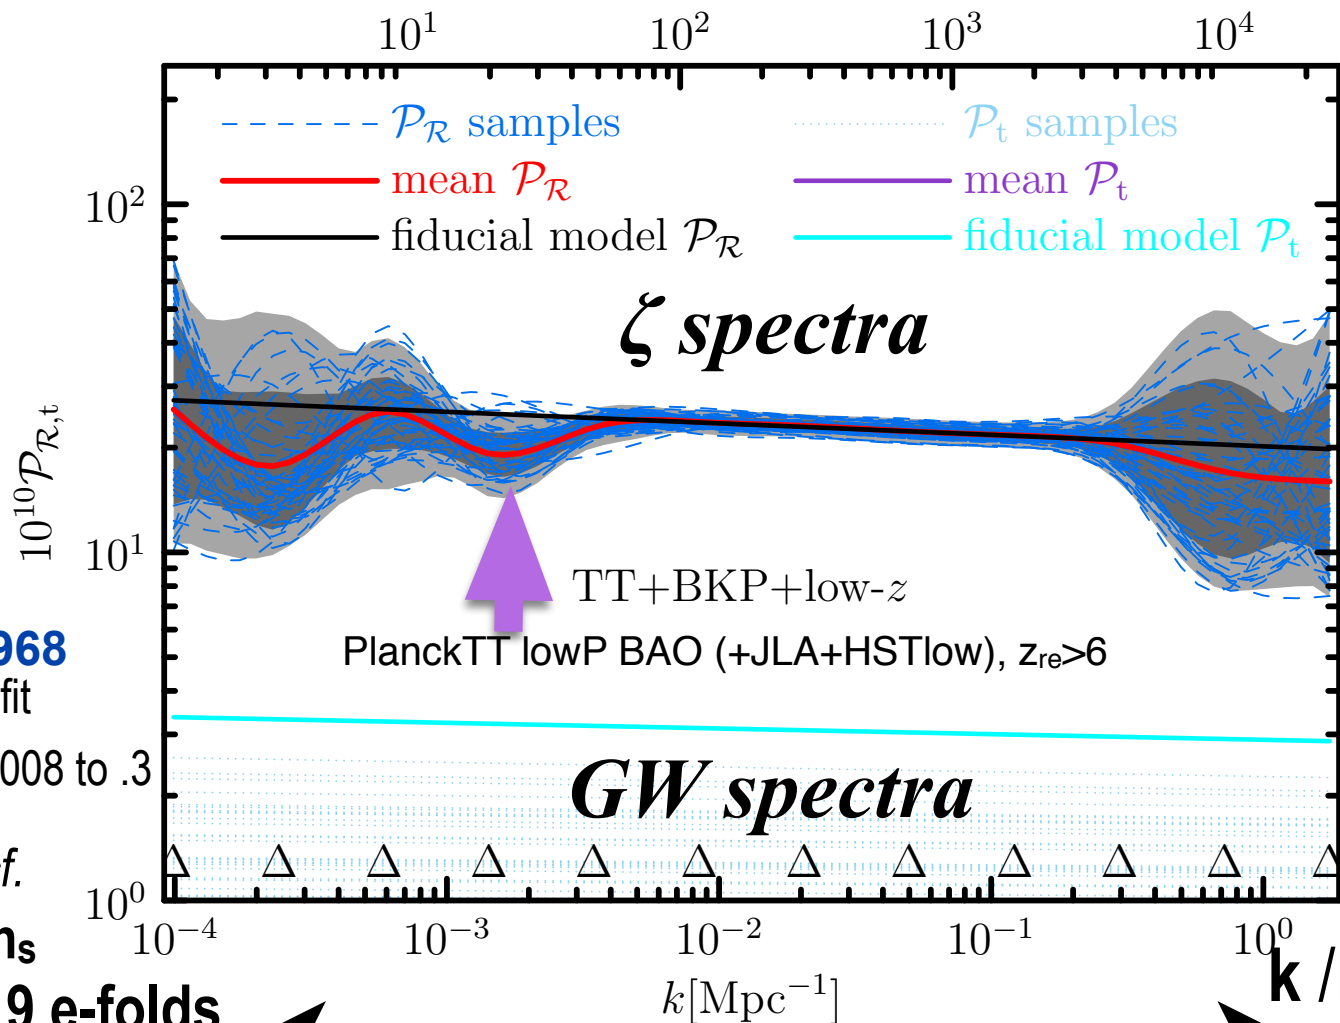 10¹ 10² 10³ 10⁴
𝒫_ℛ samples 𝒫_t samples
mean 𝒫_ℛ mean 𝒫_t
fiducial model 𝒫_ℛ fiducial model 𝒫_t
10²
ζ spectra
10¹⁰𝒫_ℛ,t
10¹
TT+BKP+low-z
PlanckTT lowP BAO (+JLA+HSTlow), z_re>6
968
fit
008 to .3
GW spectra
f.
10⁰
n_s
10⁻⁴ 10⁻³ 10⁻² 10⁻¹ 10⁰
k /
9 e-folds
k[Mpc⁻¹]